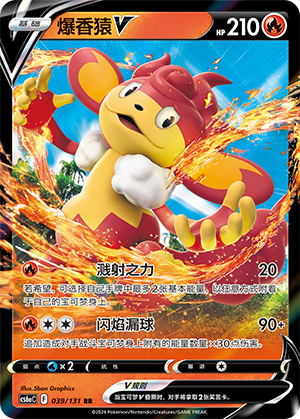 基础 爆香猿V HP 210
溅射之力 20
若希望，可选择自己手牌中最多2张基本能量，以任意方式附着
于自己的宝可梦身上。
闪焰漏球 90+
追加造成对手战斗宝可梦身上附有的能量数量×30点伤害。
弱点 ×2 抵抗力 撤退
Illus. 5ban Graphics
CS6aC F 039/131 RR
V规则
当宝可梦V昏厥时，对手将拿取2张奖赏卡。
©2024 Pokémon/Nintendo/Creatures/GAME FREAK.